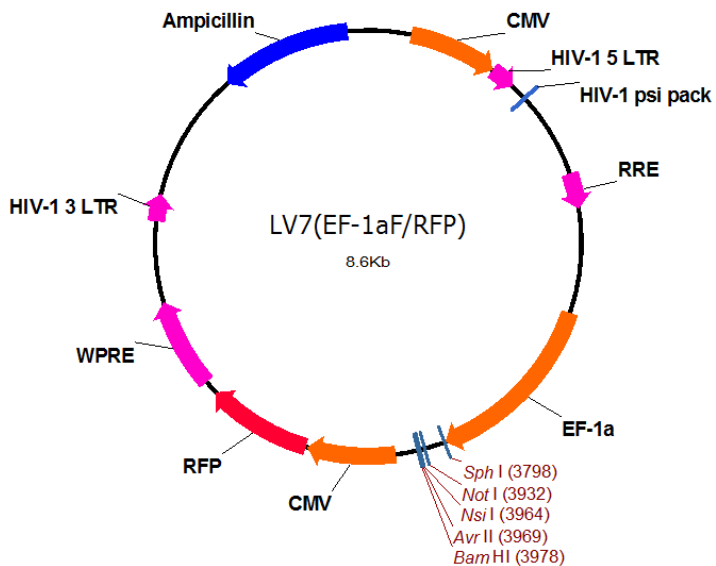 Ampicillin
CMV
HIV-1 5 LTR
HIV-1 psi pack
RRE
HIV-1 3 LTR
LV7(EF-1aF/RFP)
8.6Kb
WPRE
EF-1a
RFP
CMV
Sph I (3798)
Not I (3932)
Nsi I (3964)
Avr II (3969)
Bam HI (3978)